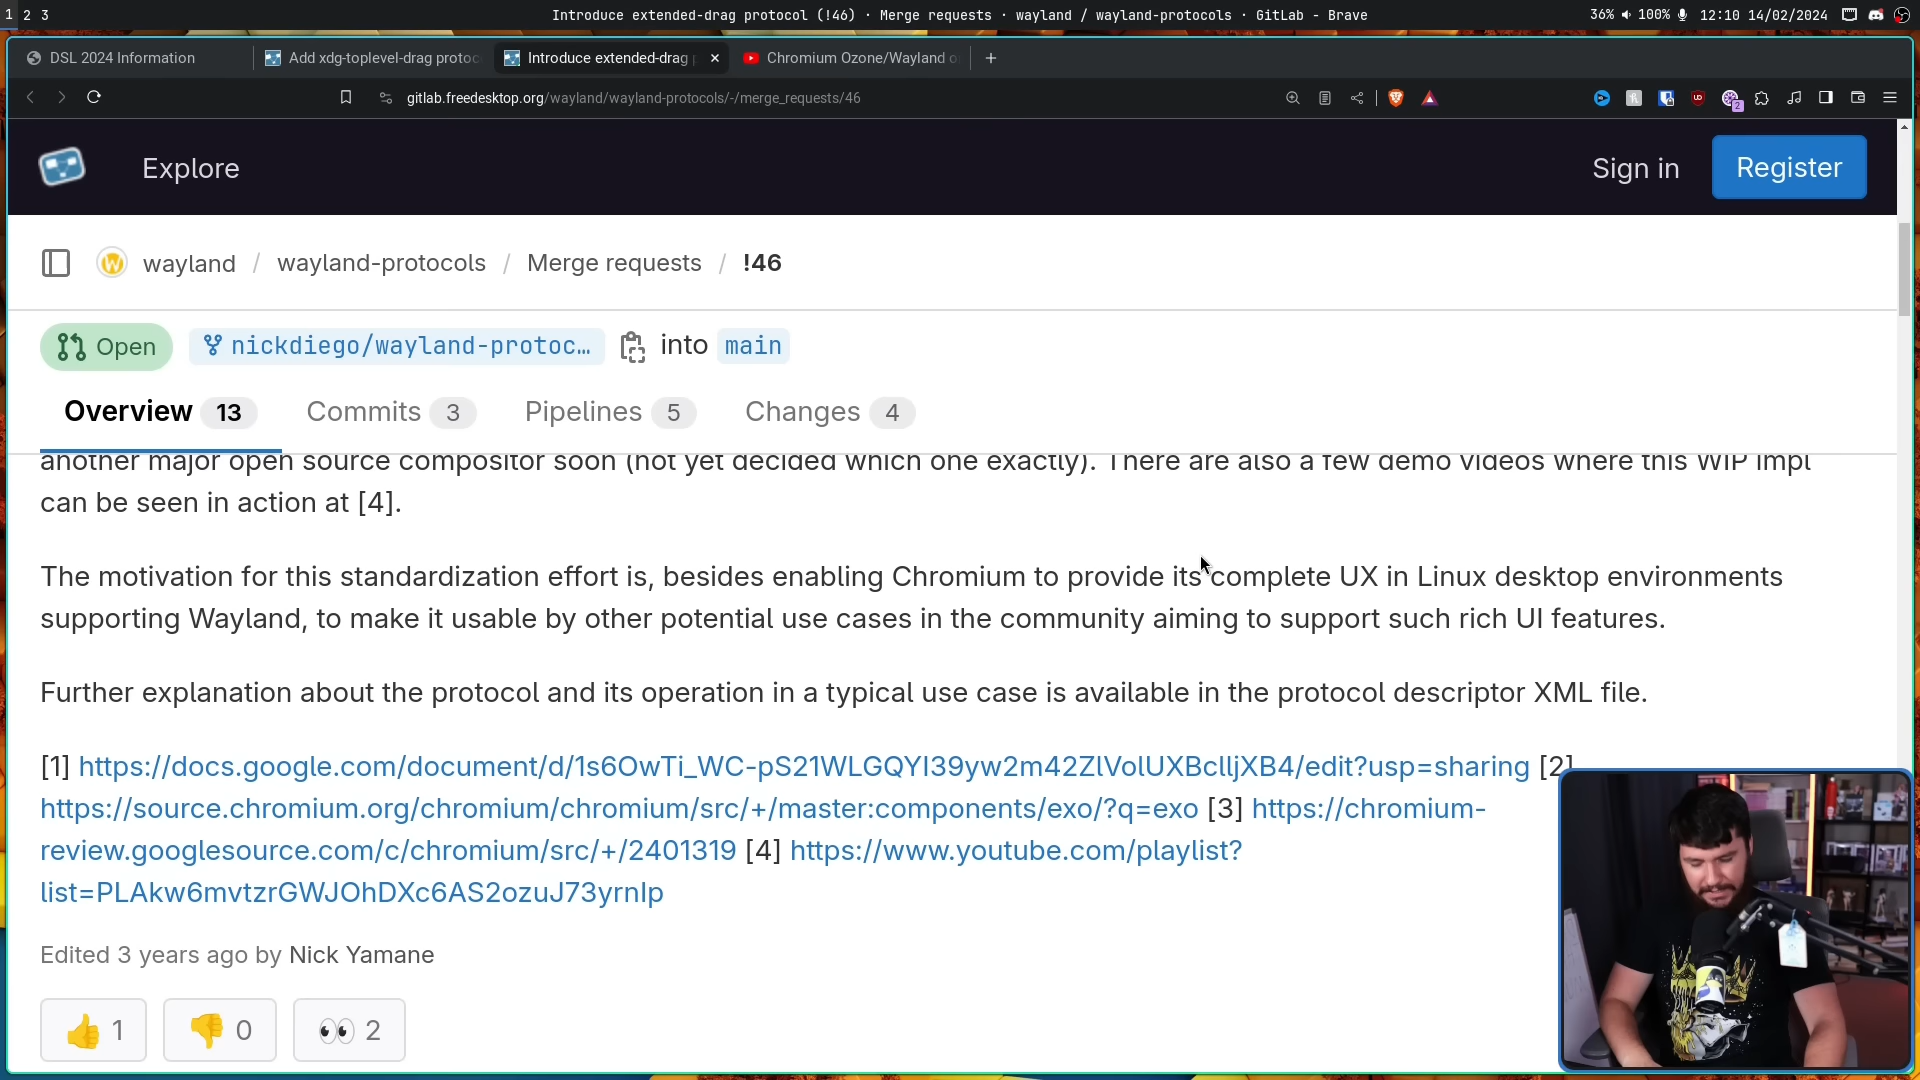 1 2 3
Introduce extended-drag protocol (!46) · Merge requests · wayland / wayland-protocols · GitLab - Brave
36% 100% 12:10 14/02/2024
DSL 2024 Information
Add xdg-toplevel-drag protoc
Introduce extended-drag
Chromium Ozone/Wayland o
gitlab.freedesktop.org/wayland/wayland-protocols/-/merge_requests/46
2
Explore
Sign in
Register
wayland / wayland-protocols / Merge requests / !46
Open nickdiego/wayland-protoc… into main
Overview 13 Commits 3 Pipelines 5 Changes 4
another major open source compositor soon (not yet decided which one exactly). There are also a few demo videos where this WIP impl
can be seen in action at [4].
The motivation for this standardization effort is, besides enabling Chromium to provide its complete UX in Linux desktop environments
supporting Wayland, to make it usable by other potential use cases in the community aiming to support such rich UI features.
Further explanation about the protocol and its operation in a typical use case is available in the protocol descriptor XML file.
[1] https://docs.google.com/document/d/1s6OwTi_WC-pS21WLGQYI39yw2m42ZlVolUXBclljXB4/edit?usp=sharing [2]
https://source.chromium.org/chromium/chromium/src/+/master:components/exo/?q=exo [3] https://chromium-
review.googlesource.com/c/chromium/src/+/2401319 [4] https://www.youtube.com/playlist?
list=PLAkw6mvtzrGWJOhDXc6AS2ozuJ73yrnIp
Edited 3 years ago by Nick Yamane
👍 1 👎 0 👀 2